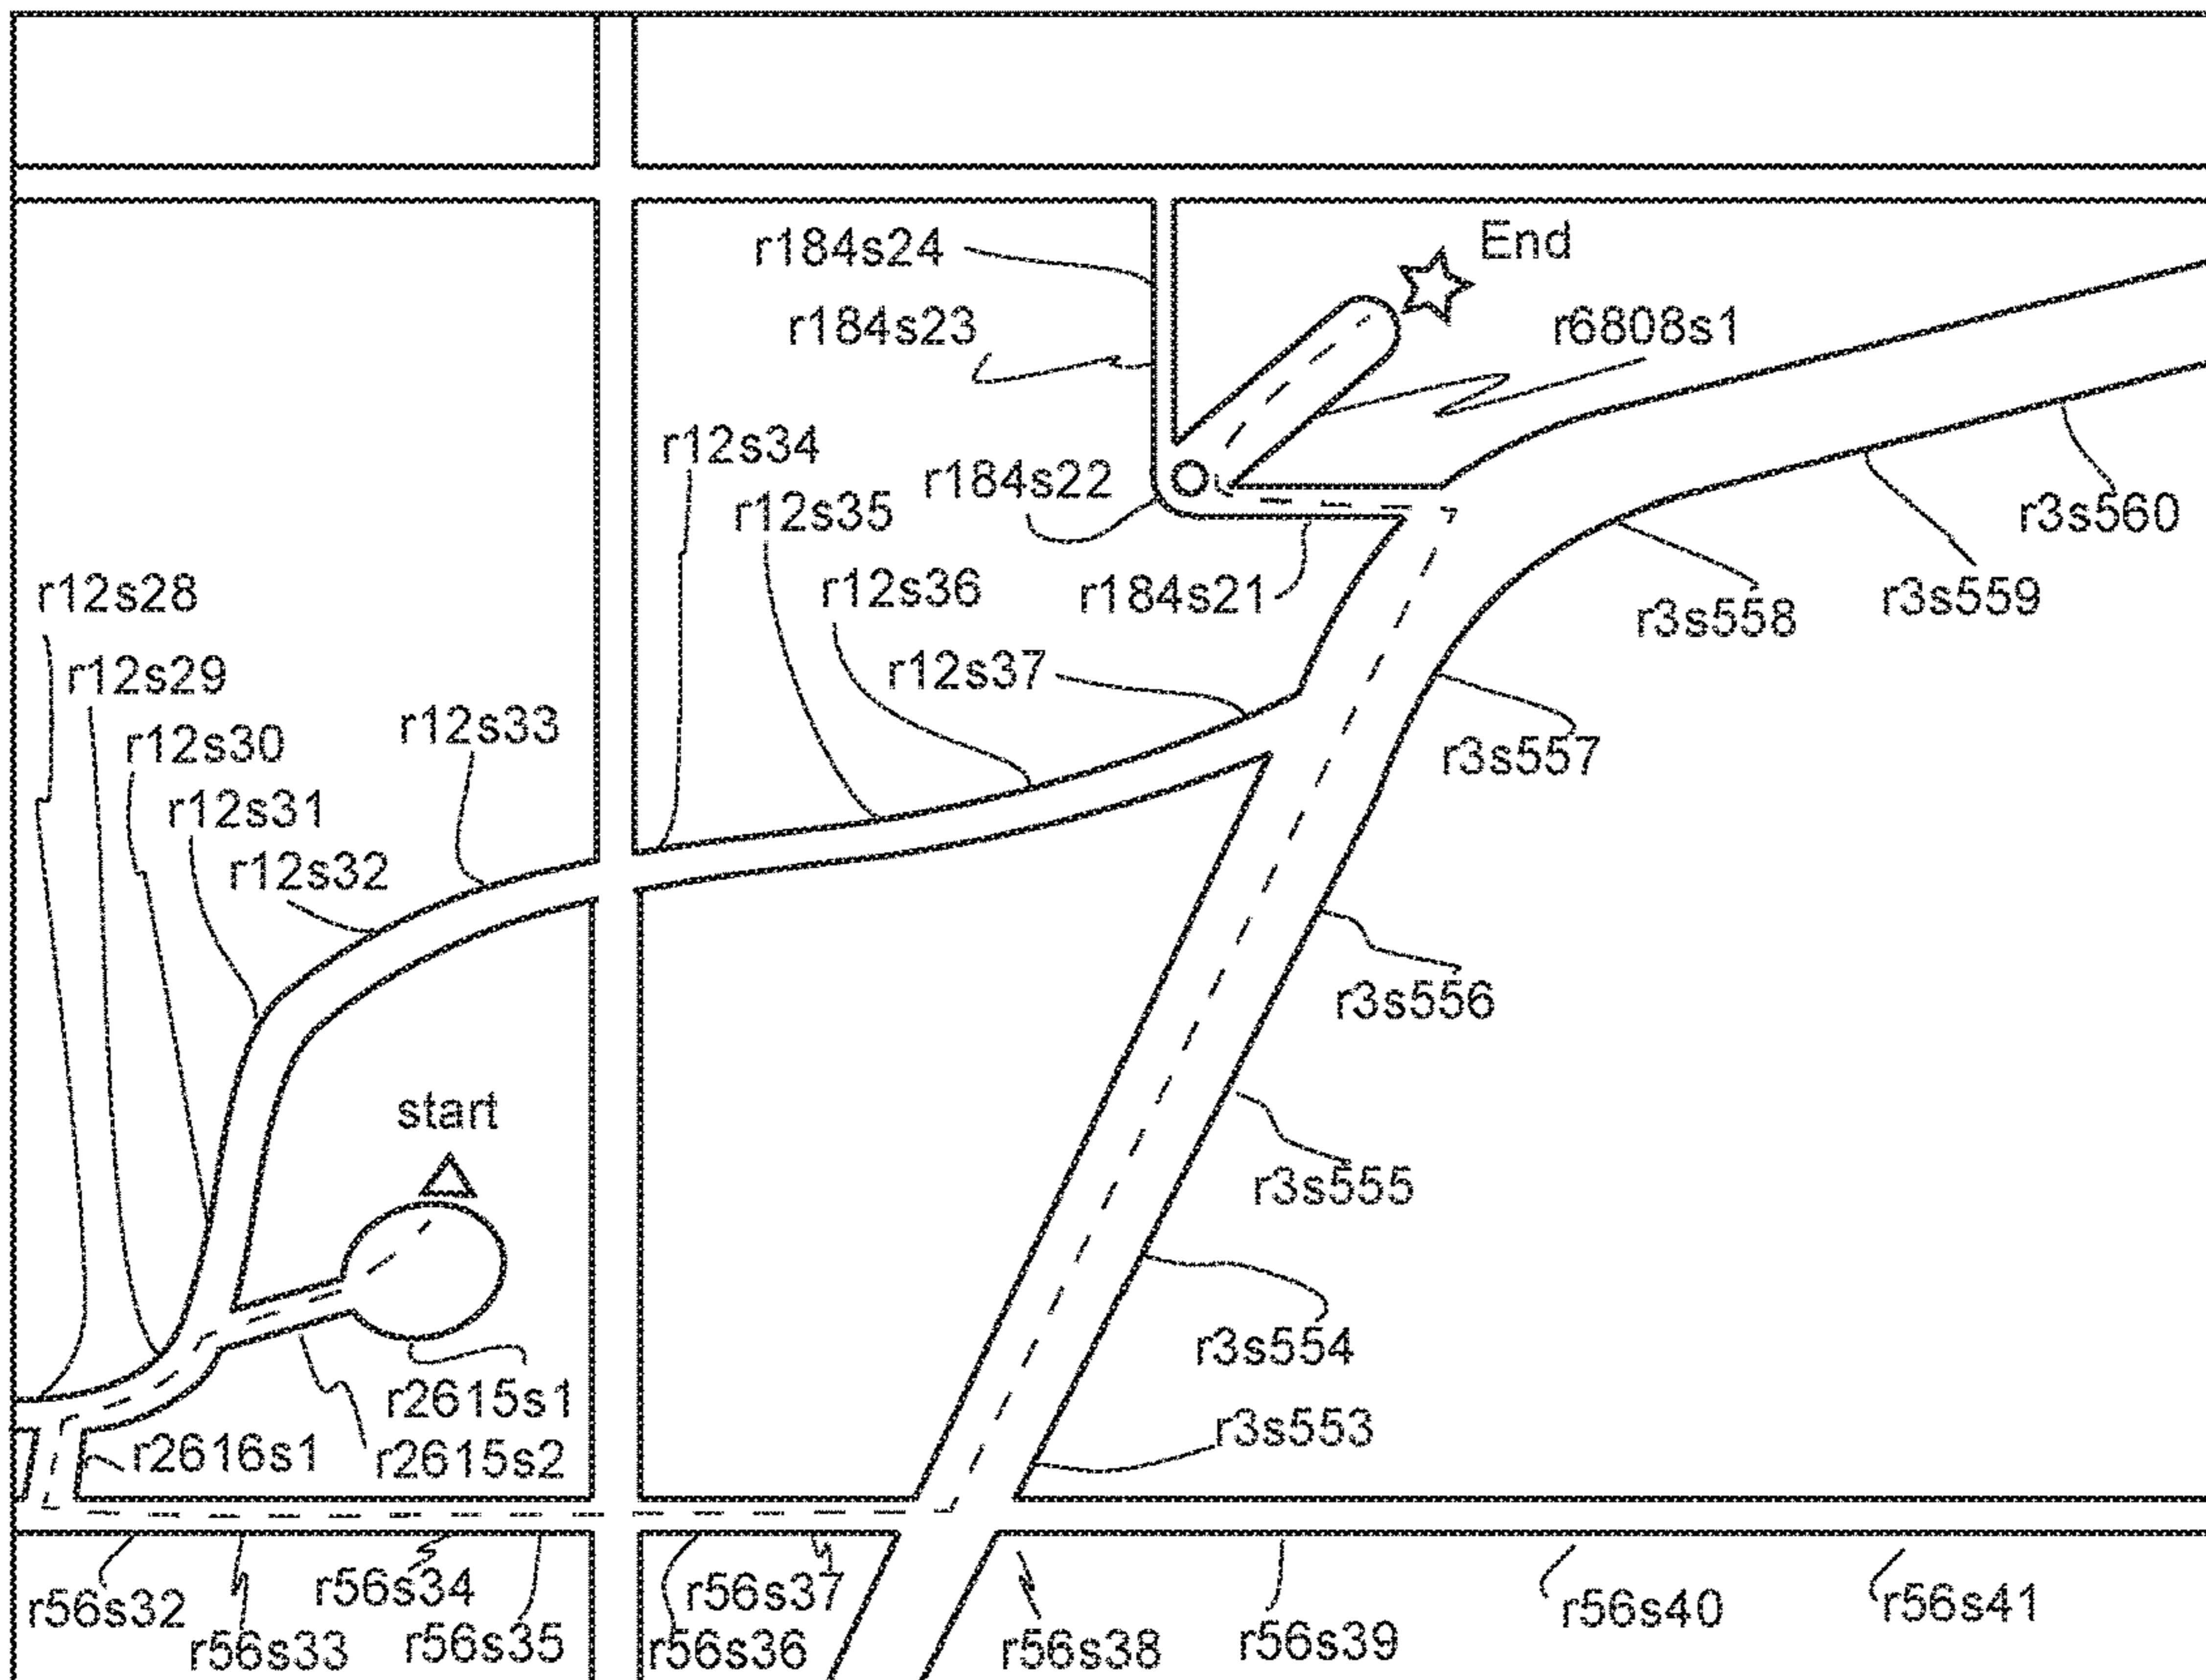 r184s24
End
r184s23
r6808s1
r12s34
r184s22
r12s35
r3s560
r12s28
r12s36
r184s21
r3s559
r3s558
r12s29
r12s37
r12s33
r12s30
r3s557
r12s31
r12s32
r3s556
start
r3s555
r3s554
r2615s1
r3s553
r2616s1
r2615s2
r56s34
r56s37
r56s32
r56s40
r56s41
r56s33
r56s35
r56s36
r56s38
r56s39